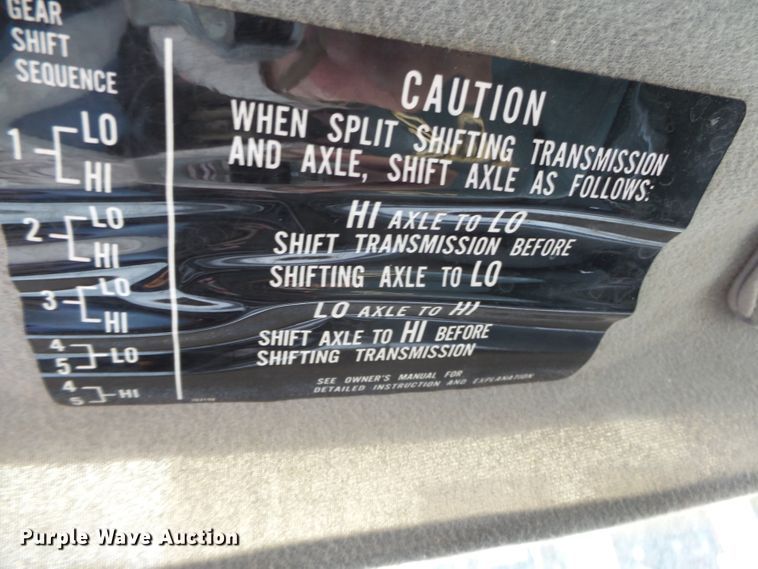 GEAR
SHIFT
SEQUENCE
1 LO
HI
2 LO
HI
3 LO
HI
4
5 LO
4
5 HI
CAUTION
WHEN SPLIT SHIFTING TRANSMISSION
AND AXLE, SHIFT AXLE AS FOLLOWS:
HI AXLE TO LO
SHIFT TRANSMISSION BEFORE
SHIFTING AXLE TO LO
LO AXLE TO HI
SHIFT AXLE TO HI BEFORE
SHIFTING TRANSMISSION
SEE OWNER'S MANUAL FOR
DETAILED INSTRUCTION AND EXPLANATION
Purple Wave Auction